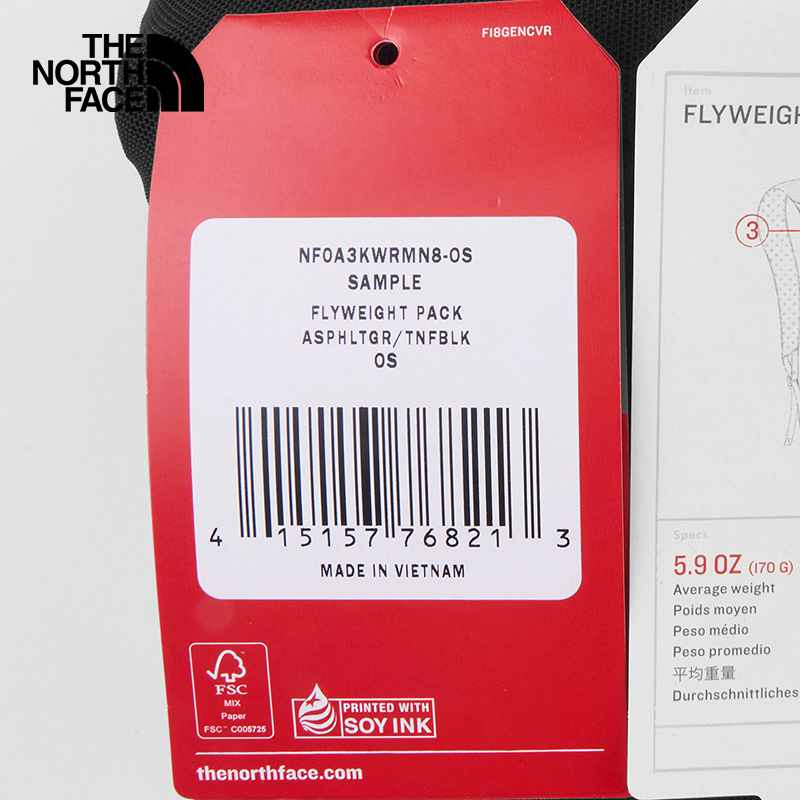 THE
NORTH
FACE
F18GENCVR
NF0A3KWRMN8-OS
SAMPLE
FLYWEIGHT PACK
ASPHLTGR/TNFBLK
OS
4 15157 76821 3
MADE IN VIETNAM
FSC
MIX
Paper
FSC™ C005725
PRINTED WITH
SOY INK
thenorthface.com
Item
FLYWEIGH
3
Specs
5.9 OZ (170 G)
Average weight
Poids moyen
Peso médio
Peso promedio
平均重量
Durchschnittliches